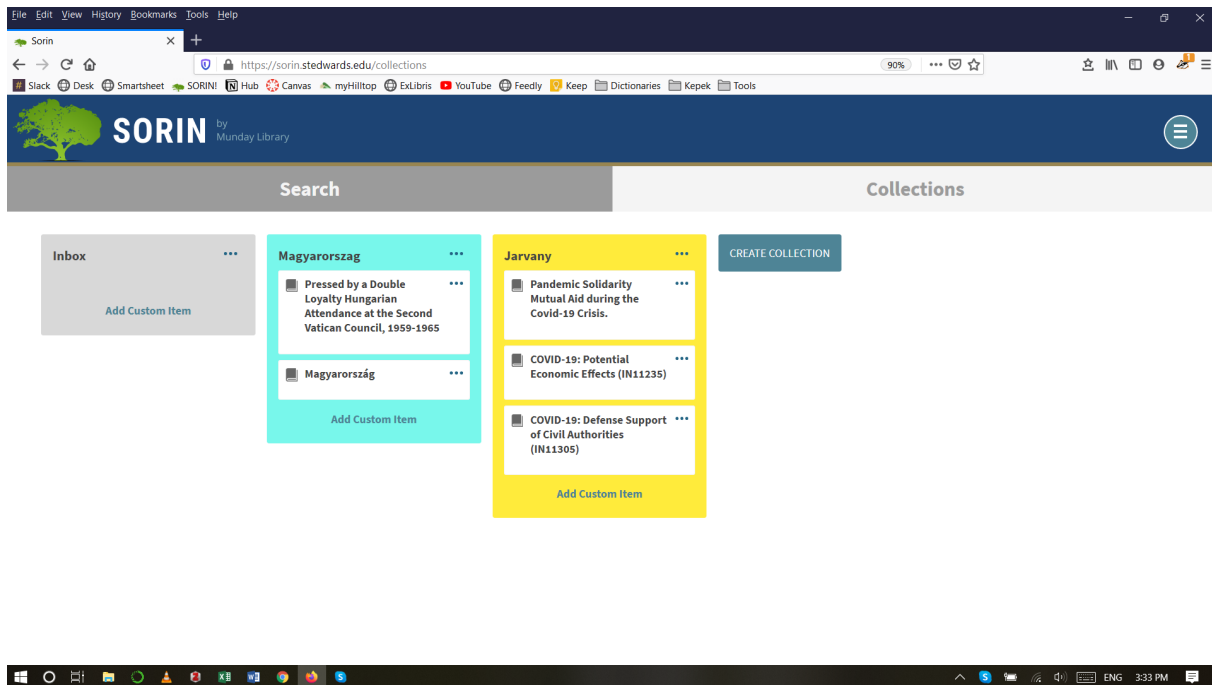 File Edit View History Bookmarks Tools Help
Sorin
https://sorin.stedwards.edu/collections
90%
Slack Desk Smartsheet SORIN! Hub Canvas myHilltop ExLibris YouTube Feedly Keep Dictionaries Kepek Tools
SORIN by
Munday Library
Search
Collections
Inbox
Add Custom Item
Magyarorszag
Pressed by a Double
Loyalty Hungarian
Attendance at the Second
Vatican Council, 1959-1965
Magyarország
Add Custom Item
Jarvany
Pandemic Solidarity
Mutual Aid during the
Covid-19 Crisis.
COVID-19: Potential
Economic Effects (IN11235)
COVID-19: Defense Support
of Civil Authorities
(IN11305)
Add Custom Item
CREATE COLLECTION
ENG 3:33 PM